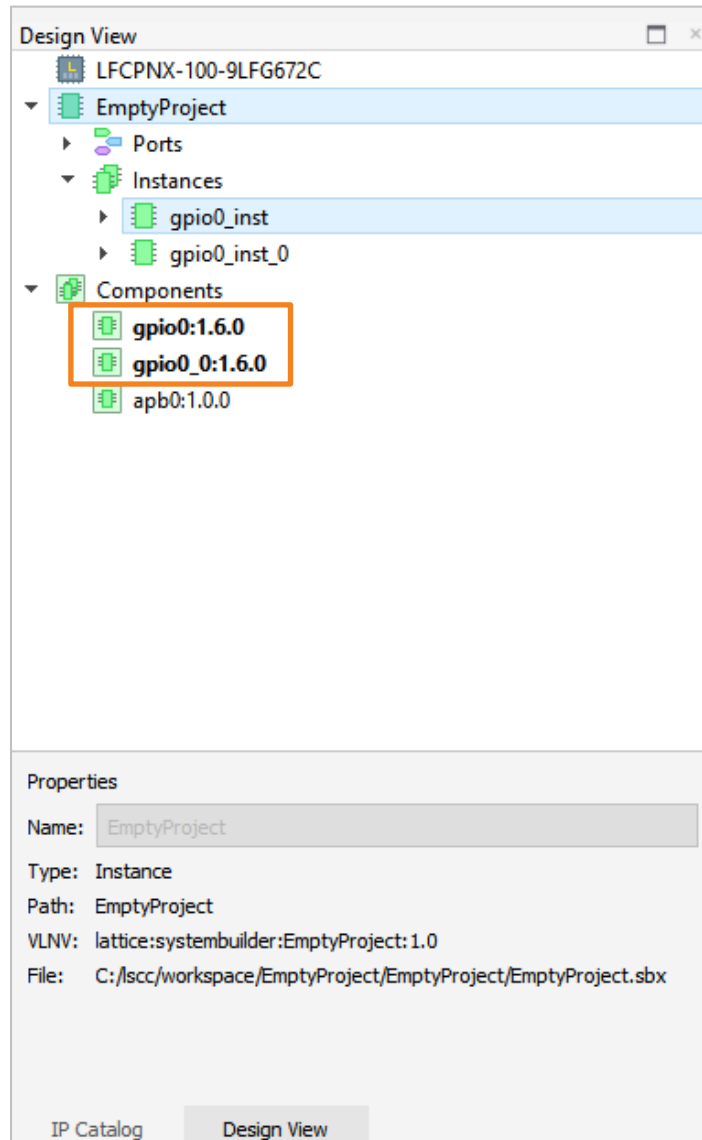 Design View
LFCPNX-100-9LFG672C
EmptyProject
Ports
Instances
gpio0_inst
gpio0_inst_0
Components
gpio0:1.6.0
gpio0_0:1.6.0
apb0:1.0.0
Properties
Name: EmptyProject
Type: Instance
Path: EmptyProject
VLNV: lattice:systembuilder:EmptyProject:1.0
File: C:/lscc/workspace/EmptyProject/EmptyProject/EmptyProject.sbx
IP Catalog Design View